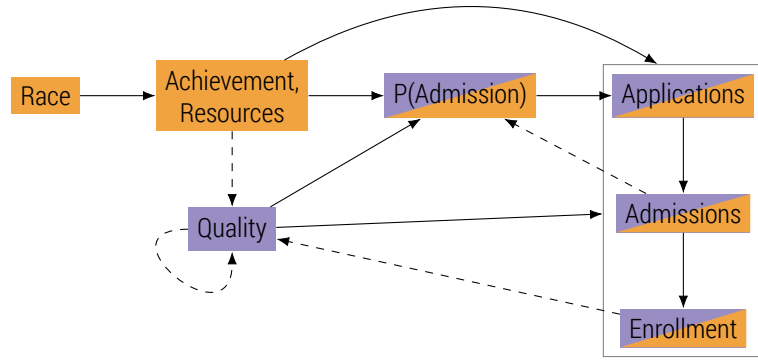 Race
Achievement,
Resources
P(Admission)
Applications
Quality
Admissions
Enrollment